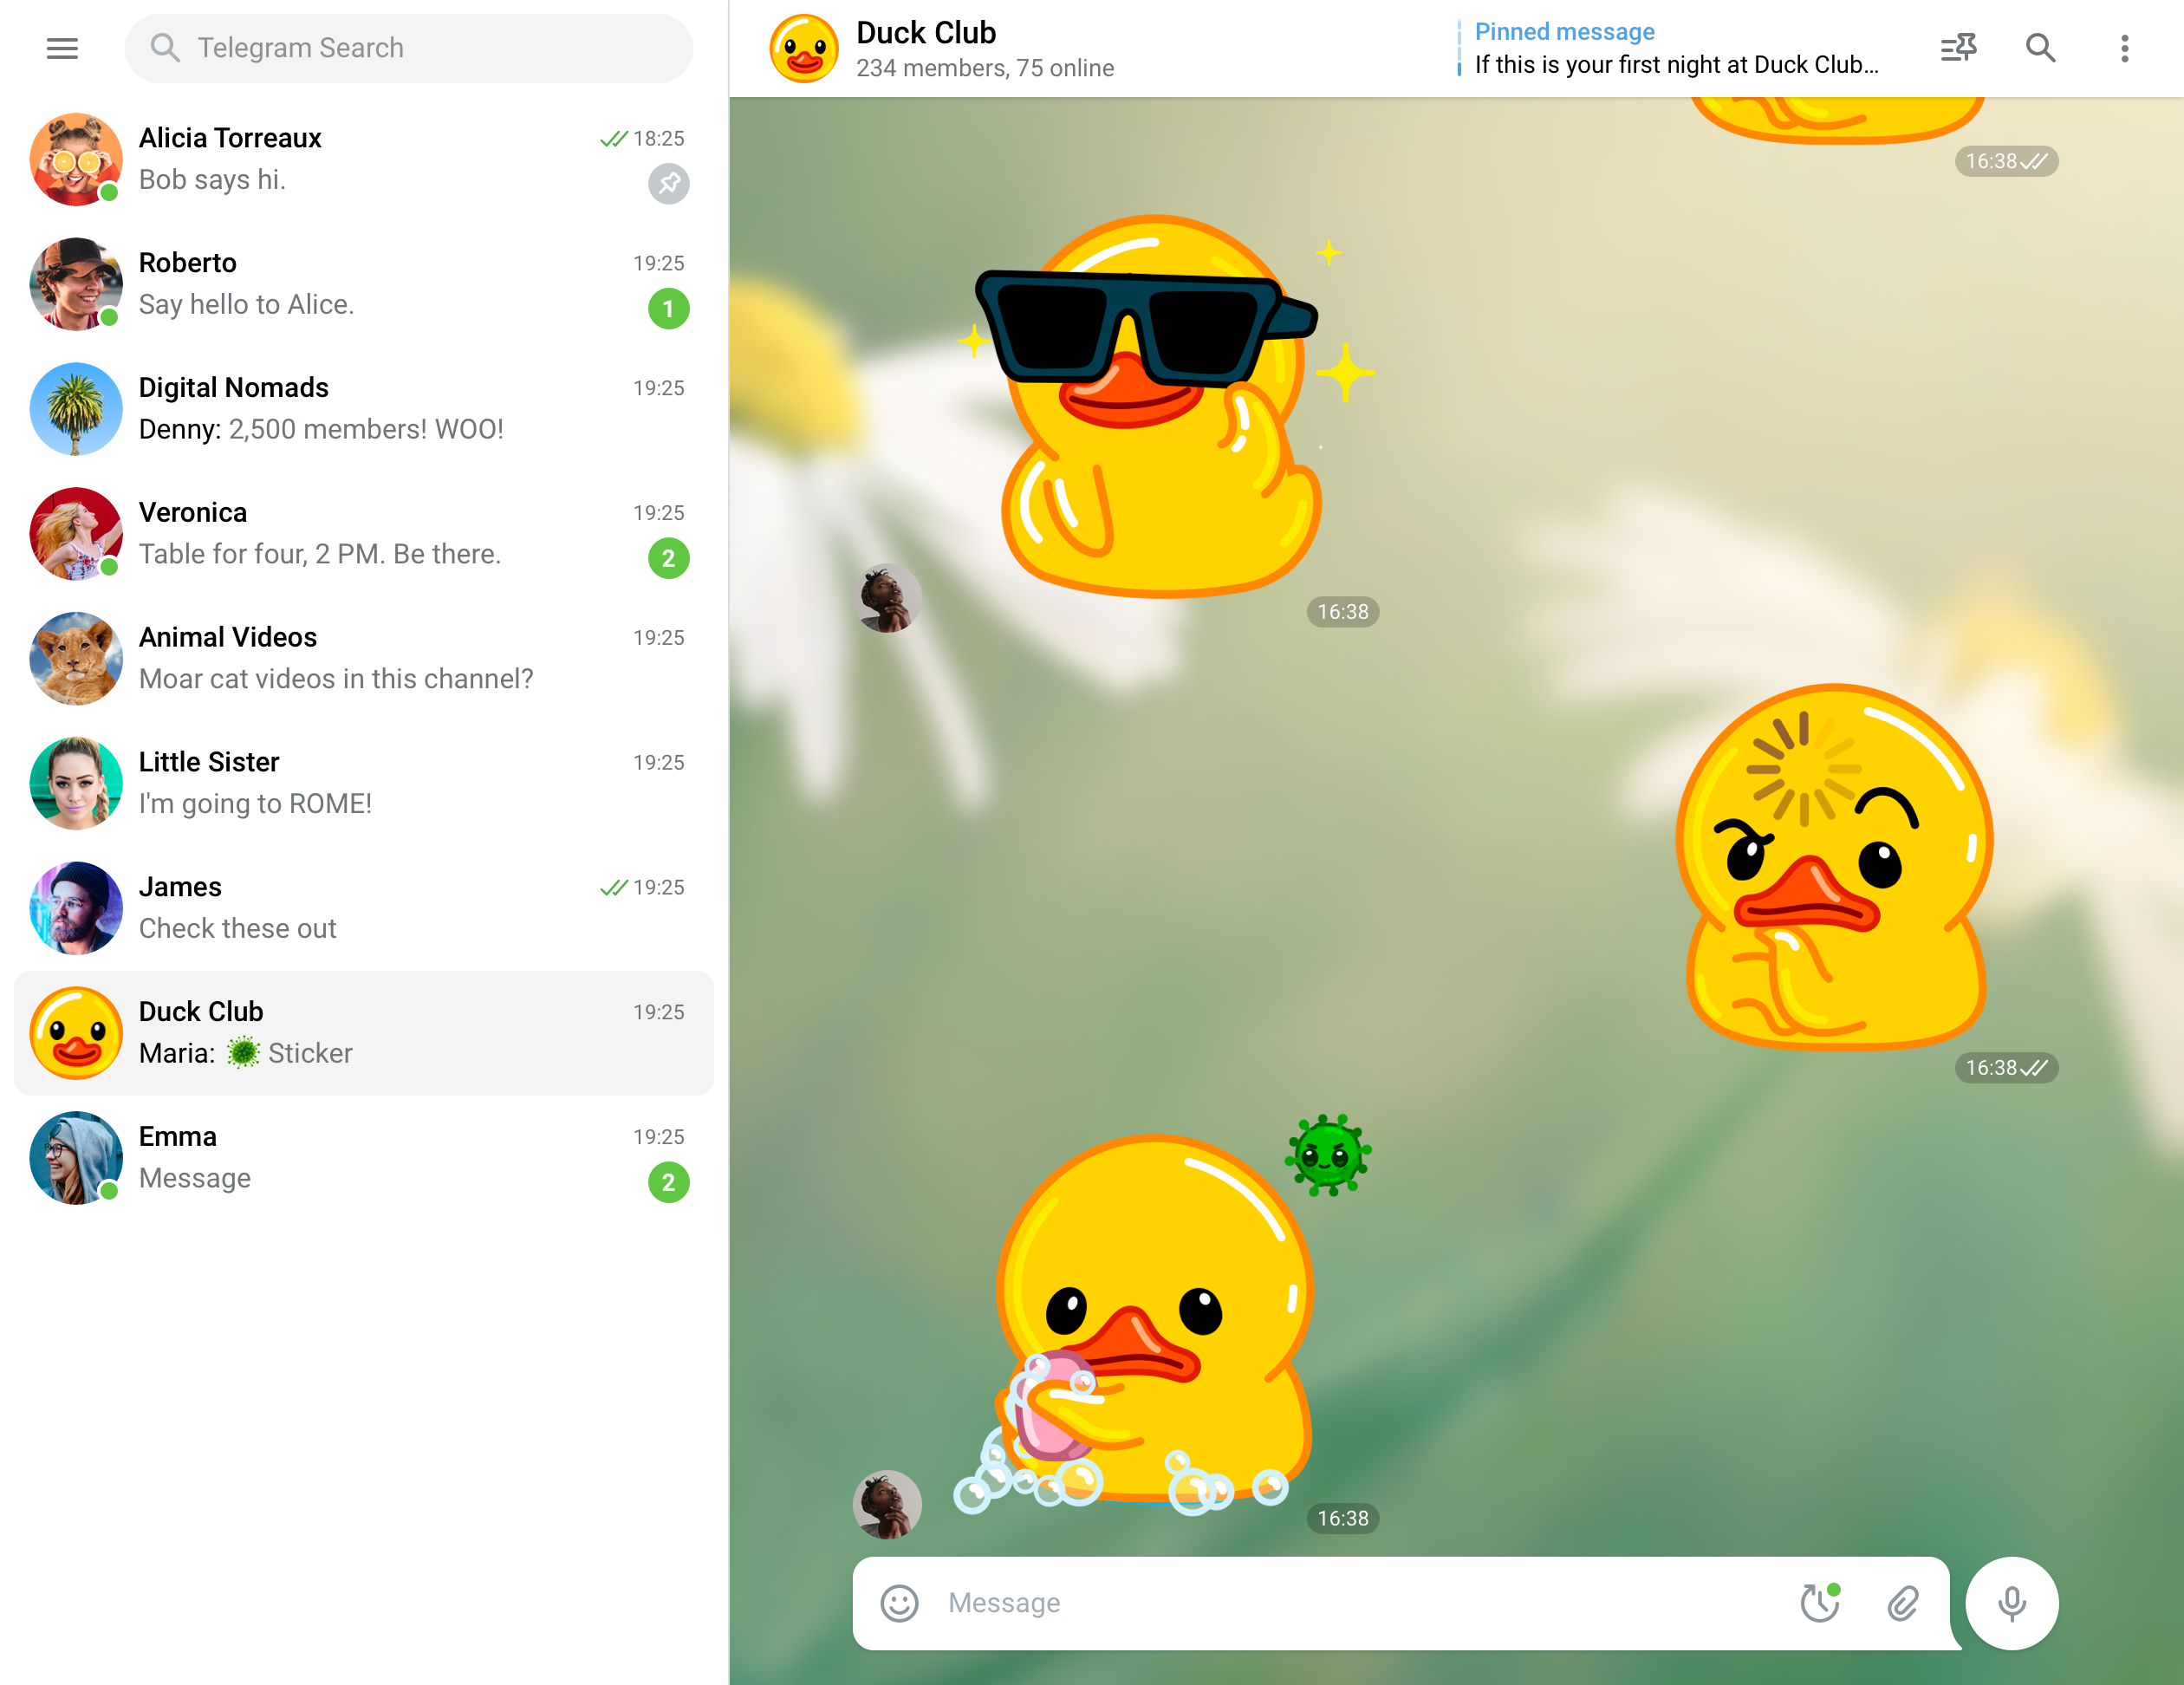 Telegram Search
Alicia Torreaux
18:25
Bob says hi.
Roberto
19:25
Say hello to Alice.
1
Digital Nomads
19:25
Denny: 2,500 members! WOO!
Veronica
19:25
Table for four, 2 PM. Be there.
2
Animal Videos
19:25
Moar cat videos in this channel?
Little Sister
19:25
I'm going to ROME!
James
19:25
Check these out
Duck Club
19:25
Maria: Sticker
Emma
19:25
Message
2
Duck Club
234 members, 75 online
Pinned message
If this is your first night at Duck Club...
16:38
16:38
16:38
16:38
Message